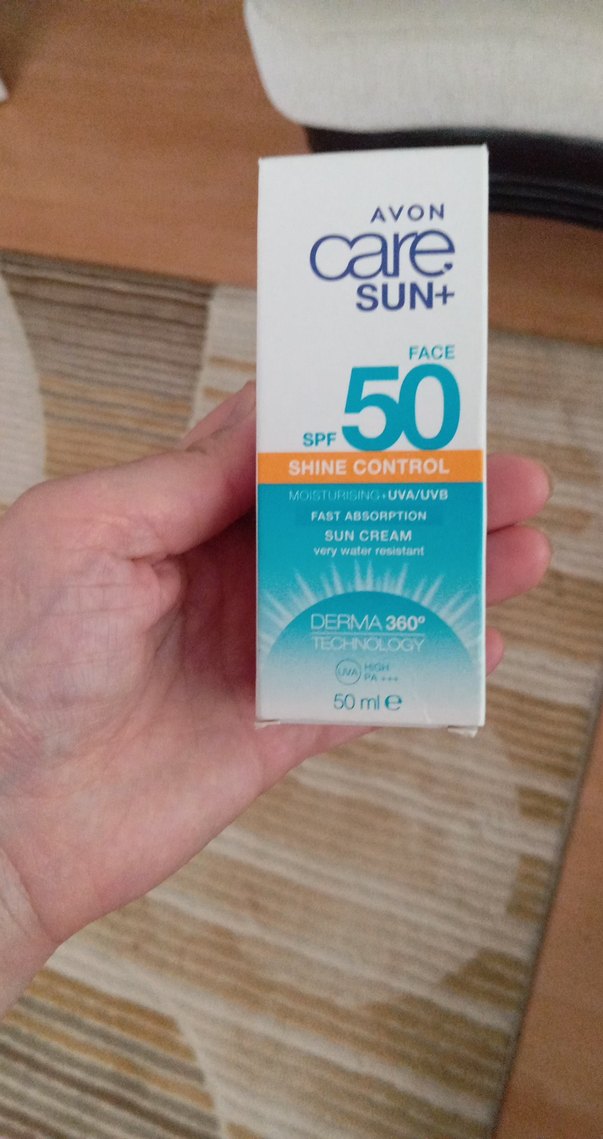 AVON
care
SUN+
FACE
SPF 50
SHINE CONTROL
MOISTURISING+UVA/UVB
FAST ABSORPTION
SUN CREAM
very water resistant
DERMA 360º
TECHNOLOGY
UVA HIGH
PA +++
50 ml ℮